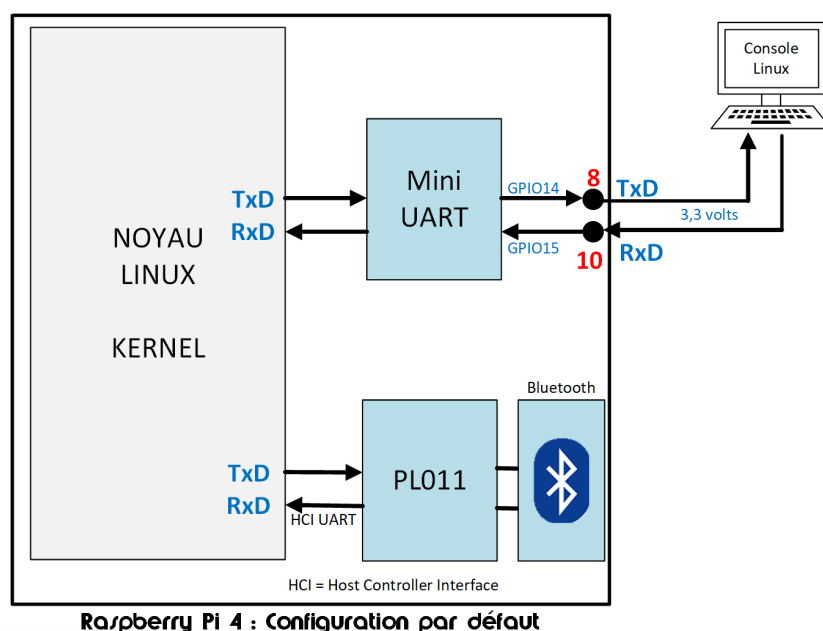 Console
Linux
Mini
UART
TxD
RxD
GPIO14
GPIO15
8
10
TxD
3,3 volts
RxD
NOYAU
LINUX
KERNEL
Bluetooth
TxD
RxD
HCI UART
PL011
HCI = Host Controller Interface
Raspberry Pi 4 : Configuration par défaut